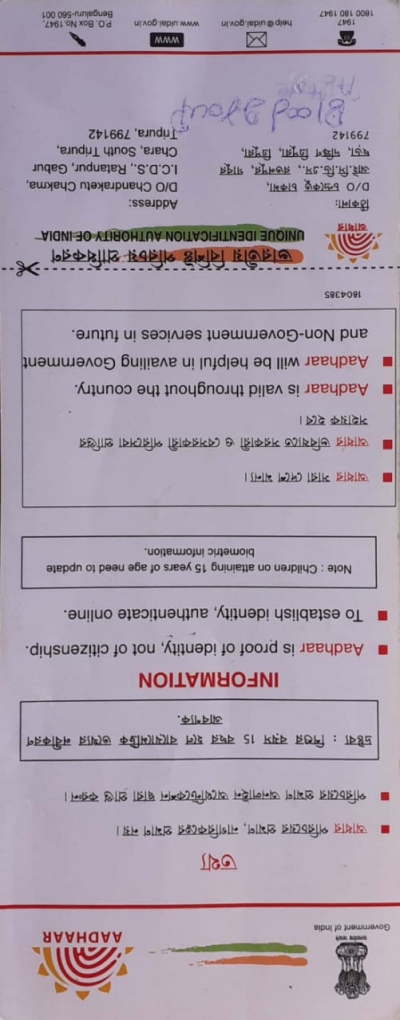 भारत सरकार
Government of India
AADHAAR
তথ্য
■ আধার পরিচয়ের প্রমাণ, নাগরিকত্বের প্রমাণ নয়।
■ পরিচয়ের প্রমাণ অনলাইন অথেন্টিকেশন দ্বারা প্রাপ্ত করুন।
দ্রষ্টব্য : শিশুর বয়স 15 বছর হলে বায়োমেট্রিক তথ্যের নবীকরণ
আবশ্যক.
INFORMATION
■ Aadhaar is proof of identity, not of citizenship.
■ To establish identity, authenticate online.
Note : Children on attaining 15 years of age need to update
biometric information.
■ আধার সারা দেশে মান্য।
■ আধার ভবিষ্যতে সরকারী ও বেসরকারী পরিষেবা প্রাপ্তির
সহায়ক হবে।
■ Aadhaar is valid throughout the country.
■ Aadhaar will be helpful in availing Government
and Non-Government services in future.
1604385
ভারতীয় বিশিষ্ট পরিচয় প্রাধিকরণ
UNIQUE IDENTIFICATION AUTHORITY OF INDIA
আধার
ঠিকানা:
D/O চন্দ্রকেতু চাকমা,
আই.সি.ডি.এস., রতনপুর, গাবুর
ছড়া, দক্ষিণ ত্রিপুরা, ত্রিপুরা,
799142
Address:
D/O Chandraketu Chakma,
I.C.D.S., Ratanpur, Gabur
Chara, South Tripura,
Tripura, 799142
Blood group
1947
1800 180 1947
help@uidai.gov.in
WWW
www.uidai.gov.in
P.O. Box No.1947,
Bengaluru-560 001